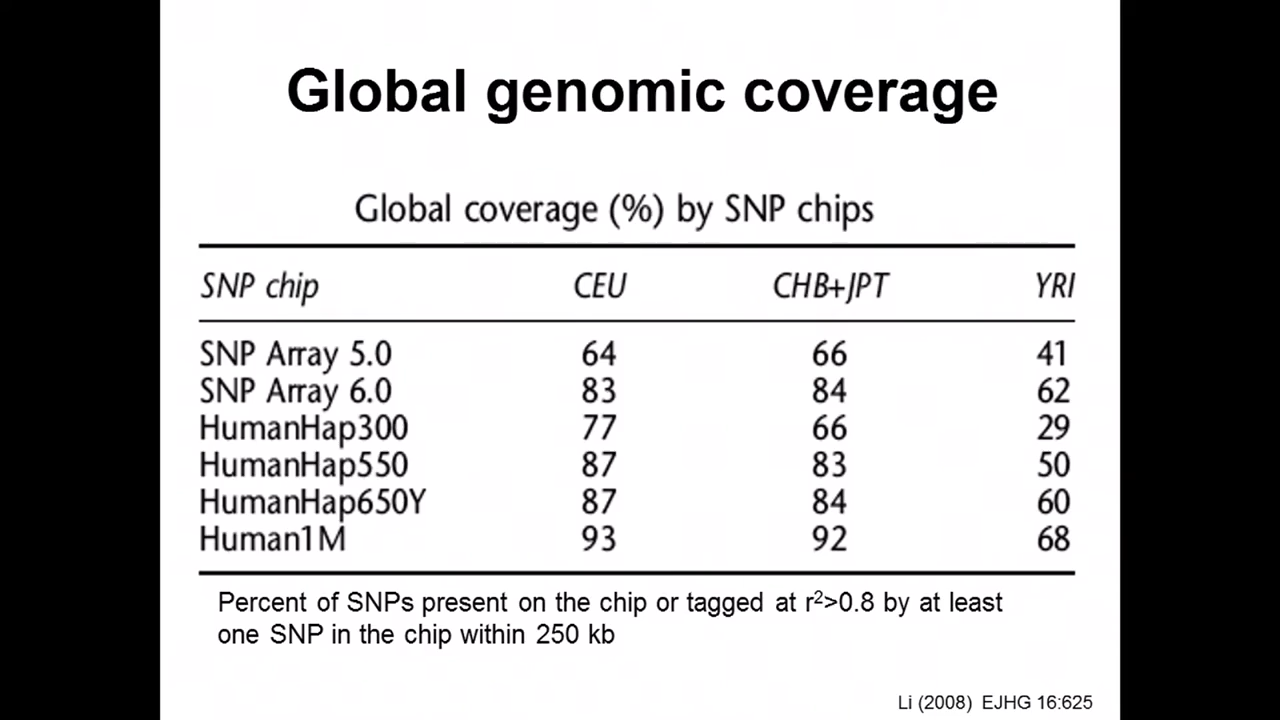 Global genomic coverage
Global coverage (%) by SNP chips
SNP chip CEU CHB+JPT YRI
SNP Array 5.0 64 66 41
SNP Array 6.0 83 84 62
HumanHap300 77 66 29
HumanHap550 87 83 50
HumanHap650Y 87 84 60
Human1M 93 92 68
Percent of SNPs present on the chip or tagged at r²>0.8 by at least
one SNP in the chip within 250 kb
Li (2008) EJHG 16:625